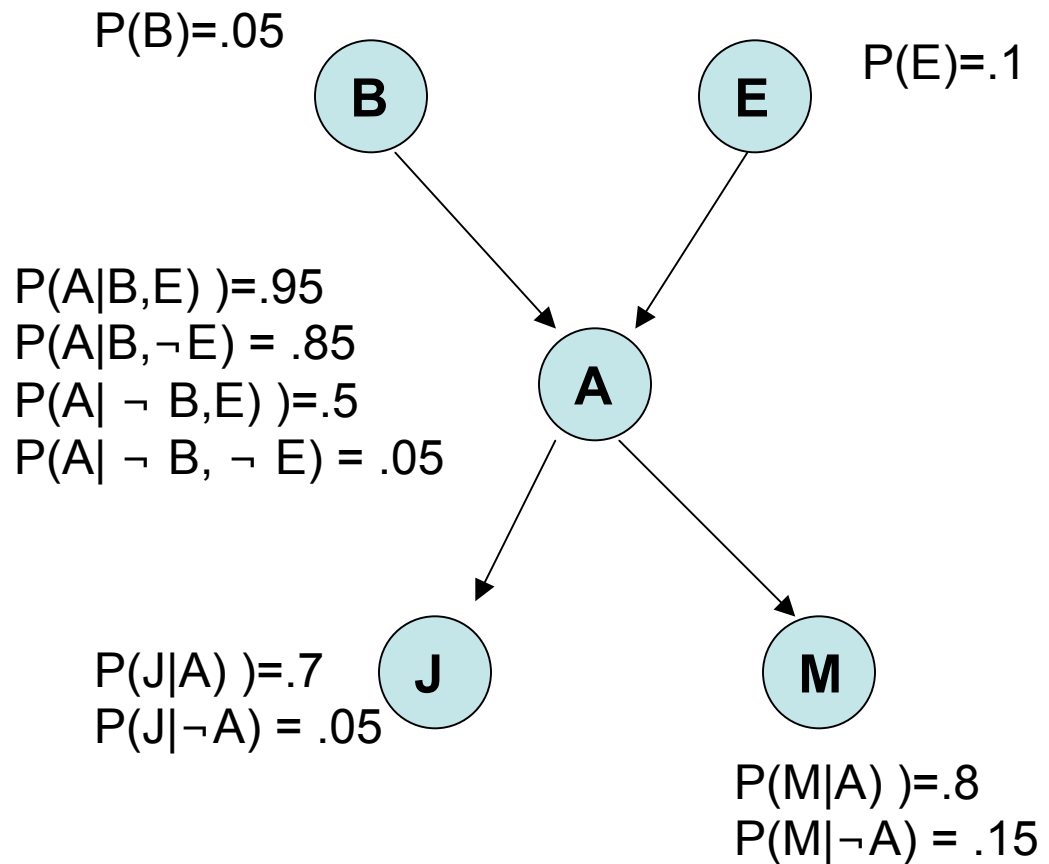 P(B)=.05
P(E)=.1
B
E
P(A|B,E) )=.95
P(A|B,¬E) = .85
P(A| ¬ B,E) )=.5
P(A| ¬ B, ¬ E) = .05
A
P(J|A) )=.7
P(J|¬A) = .05
J
M
P(M|A) )=.8
P(M|¬A) = .15